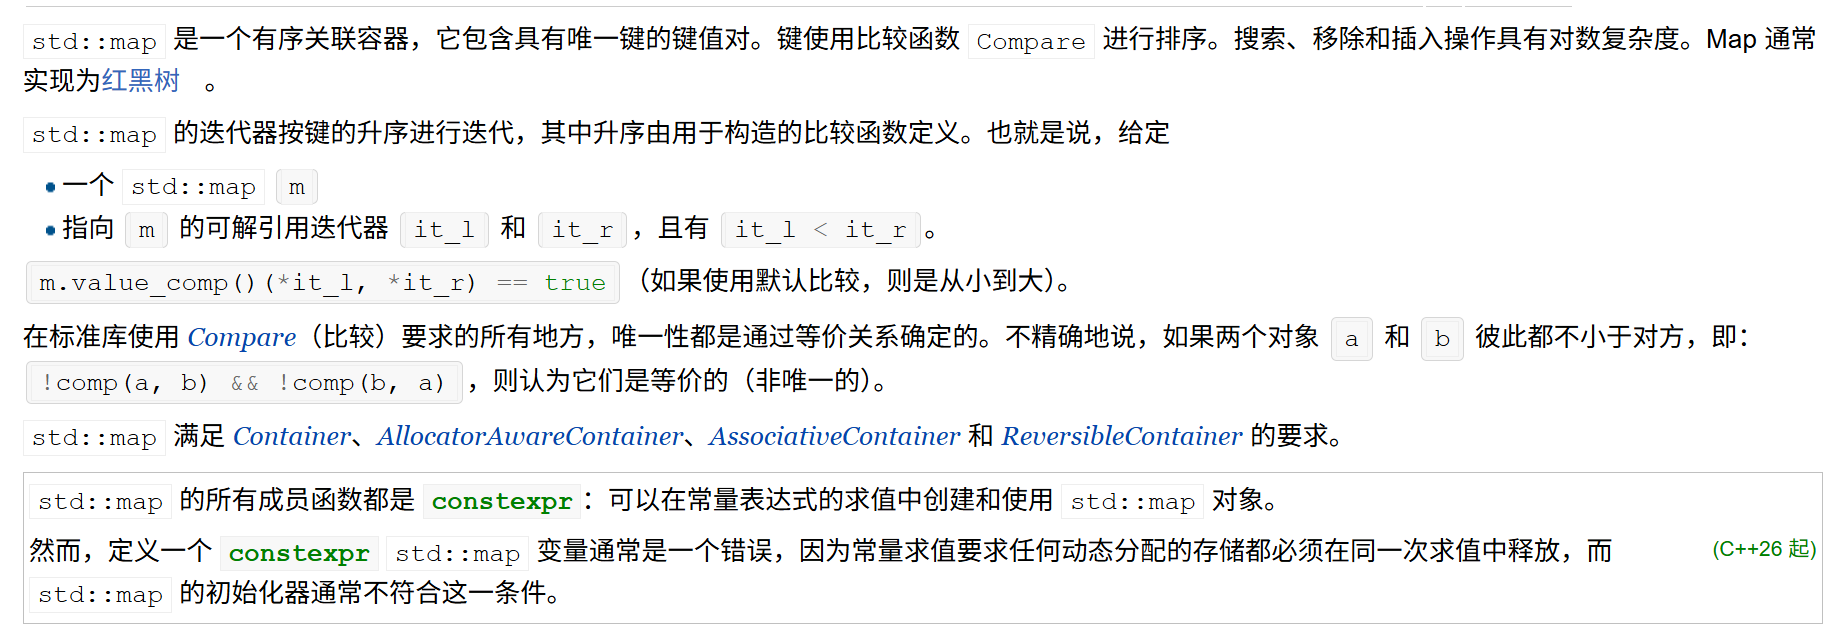 std::map 是一个有序关联容器，它包含具有唯一键的键值对。键使用比较函数 Compare 进行排序。搜索、移除和插入操作具有对数复杂度。Map 通常
实现为红黑树 。
std::map 的迭代器按键的升序进行迭代，其中升序由用于构造的比较函数定义。也就是说，给定
• 一个 std::map m
• 指向 m 的可解引用迭代器 it_l 和 it_r ，且有 it_l < it_r 。
m.value_comp()(*it_l, *it_r) == true （如果使用默认比较，则是从小到大）。
在标准库使用 Compare（比较）要求的所有地方，唯一性都是通过等价关系确定的。不精确地说，如果两个对象 a 和 b 彼此都不小于对方，即：
!comp(a, b) && !comp(b, a) ，则认为它们是等价的（非唯一的）。
std::map 满足 Container、AllocatorAwareContainer、AssociativeContainer 和 ReversibleContainer 的要求。
std::map 的所有成员函数都是 constexpr：可以在常量表达式的求值中创建和使用 std::map 对象。
然而，定义一个 constexpr std::map 变量通常是一个错误，因为常量求值要求任何动态分配的存储都必须在同一次求值中释放，而
std::map 的初始化器通常不符合这一条件。
(C++26 起)